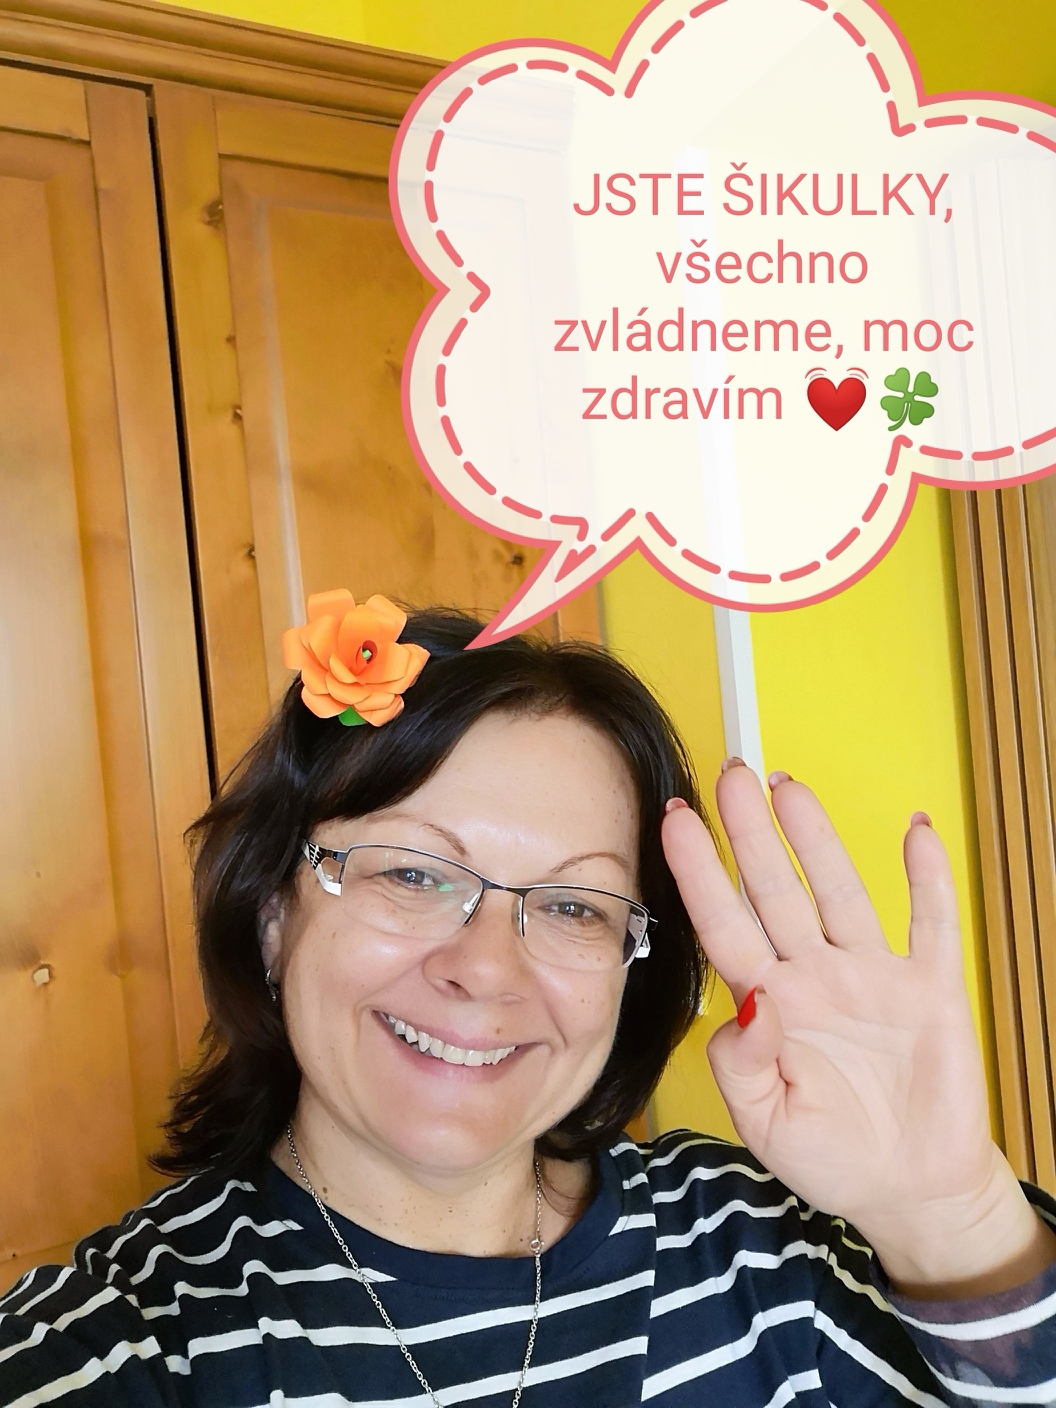 JSTE ŠIKULKY,
všechno
zvládneme, moc
zdravím 💓🍀